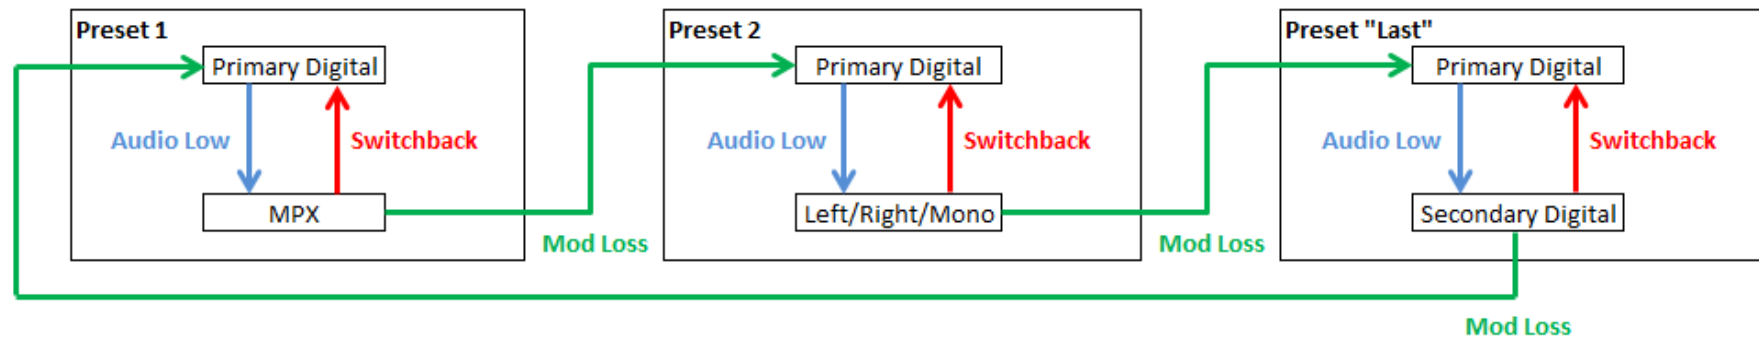 Preset 1
Primary Digital
Audio Low
Switchback
MPX
Mod Loss
Preset 2
Primary Digital
Audio Low
Switchback
Left/Right/Mono
Mod Loss
Preset "Last"
Primary Digital
Audio Low
Switchback
Secondary Digital
Mod Loss